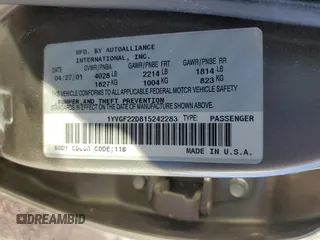 MFD. BY AUTOALLIANCE
INTERNATIONAL, INC.
GVWR/PNBA GAWR/PNBE FRT GAWR/PNBE RR
04/27/01 4028 LB 2214 LB 1814 LB
1827 KG 1004 KG 823 KG
THIS VEHICLE CONFORMS TO ALL APPLICABLE FEDERAL MOTOR VEHICLE SAFETY
BUMPER, AND THEFT PREVENTION
STANDARDS IN EFFECT ON THE DATE OF MANUFACTURE SHOWN ABOVE.
1YVGF22D815242283 TYPE: PASSENGER
BODY COLOR CODE: 11B
MADE IN U.S.A.
DREAMBID